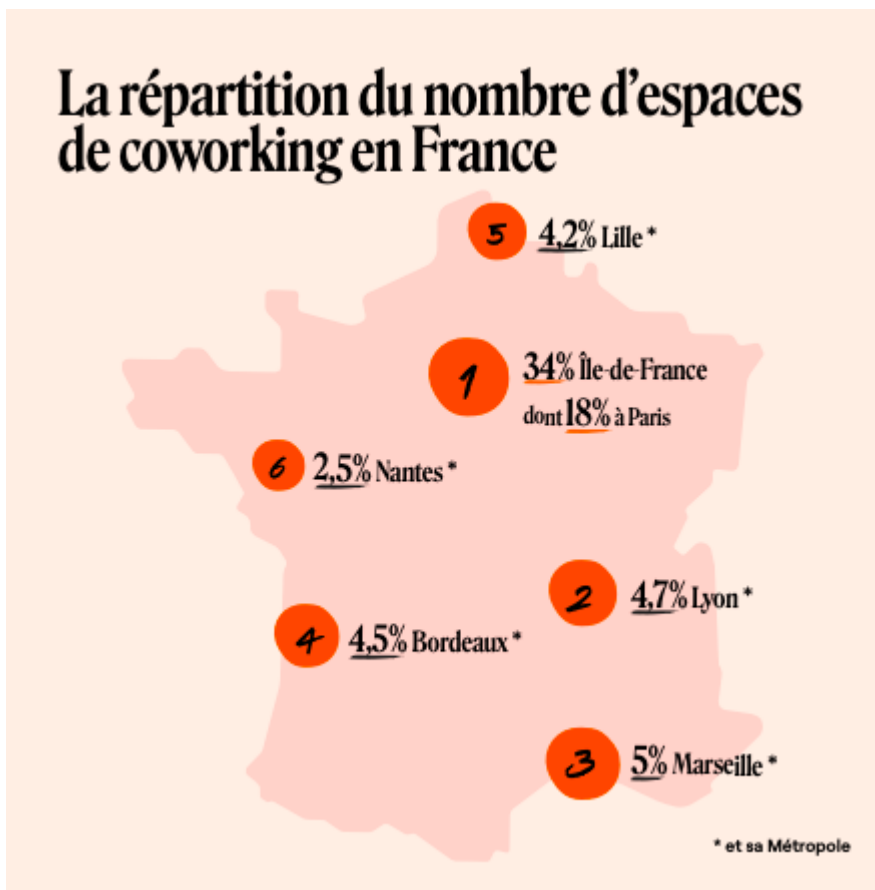 La répartition du nombre d'espaces
de coworking en France
5
4,2% Lille *
1
34% Île-de-France
dont 18% à Paris
6
2,5% Nantes *
2
4,7% Lyon *
4
4,5% Bordeaux *
3
5% Marseille *
* et sa Métropole